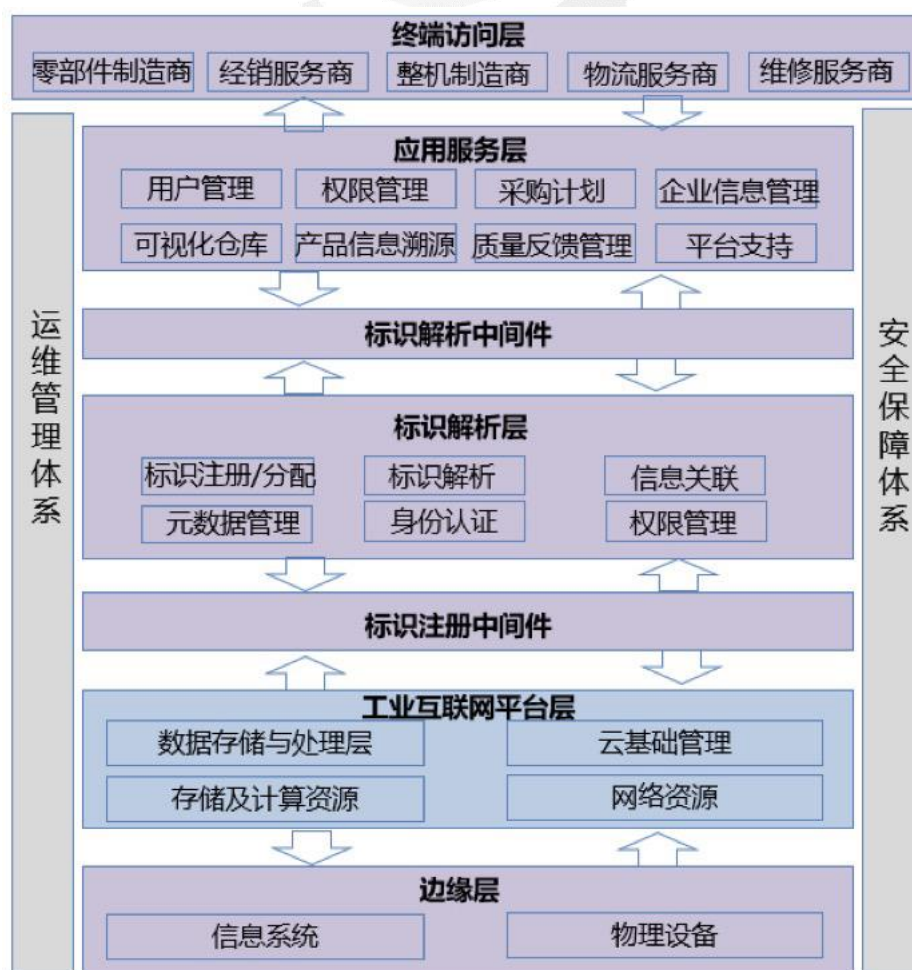 终端访问层
零部件制造商 经销服务商 整机制造商 物流服务商 维修服务商
应用服务层
用户管理 权限管理 采购计划 企业信息管理
可视化仓库 产品信息溯源 质量反馈管理 平台支持
标识解析中间件
标识解析层
标识注册/分配 标识解析 信息关联
元数据管理 身份认证 权限管理
标识注册中间件
工业互联网平台层
数据存储与处理层 云基础管理
存储及计算资源 网络资源
边缘层
信息系统 物理设备
运维管理体系
安全保障体系